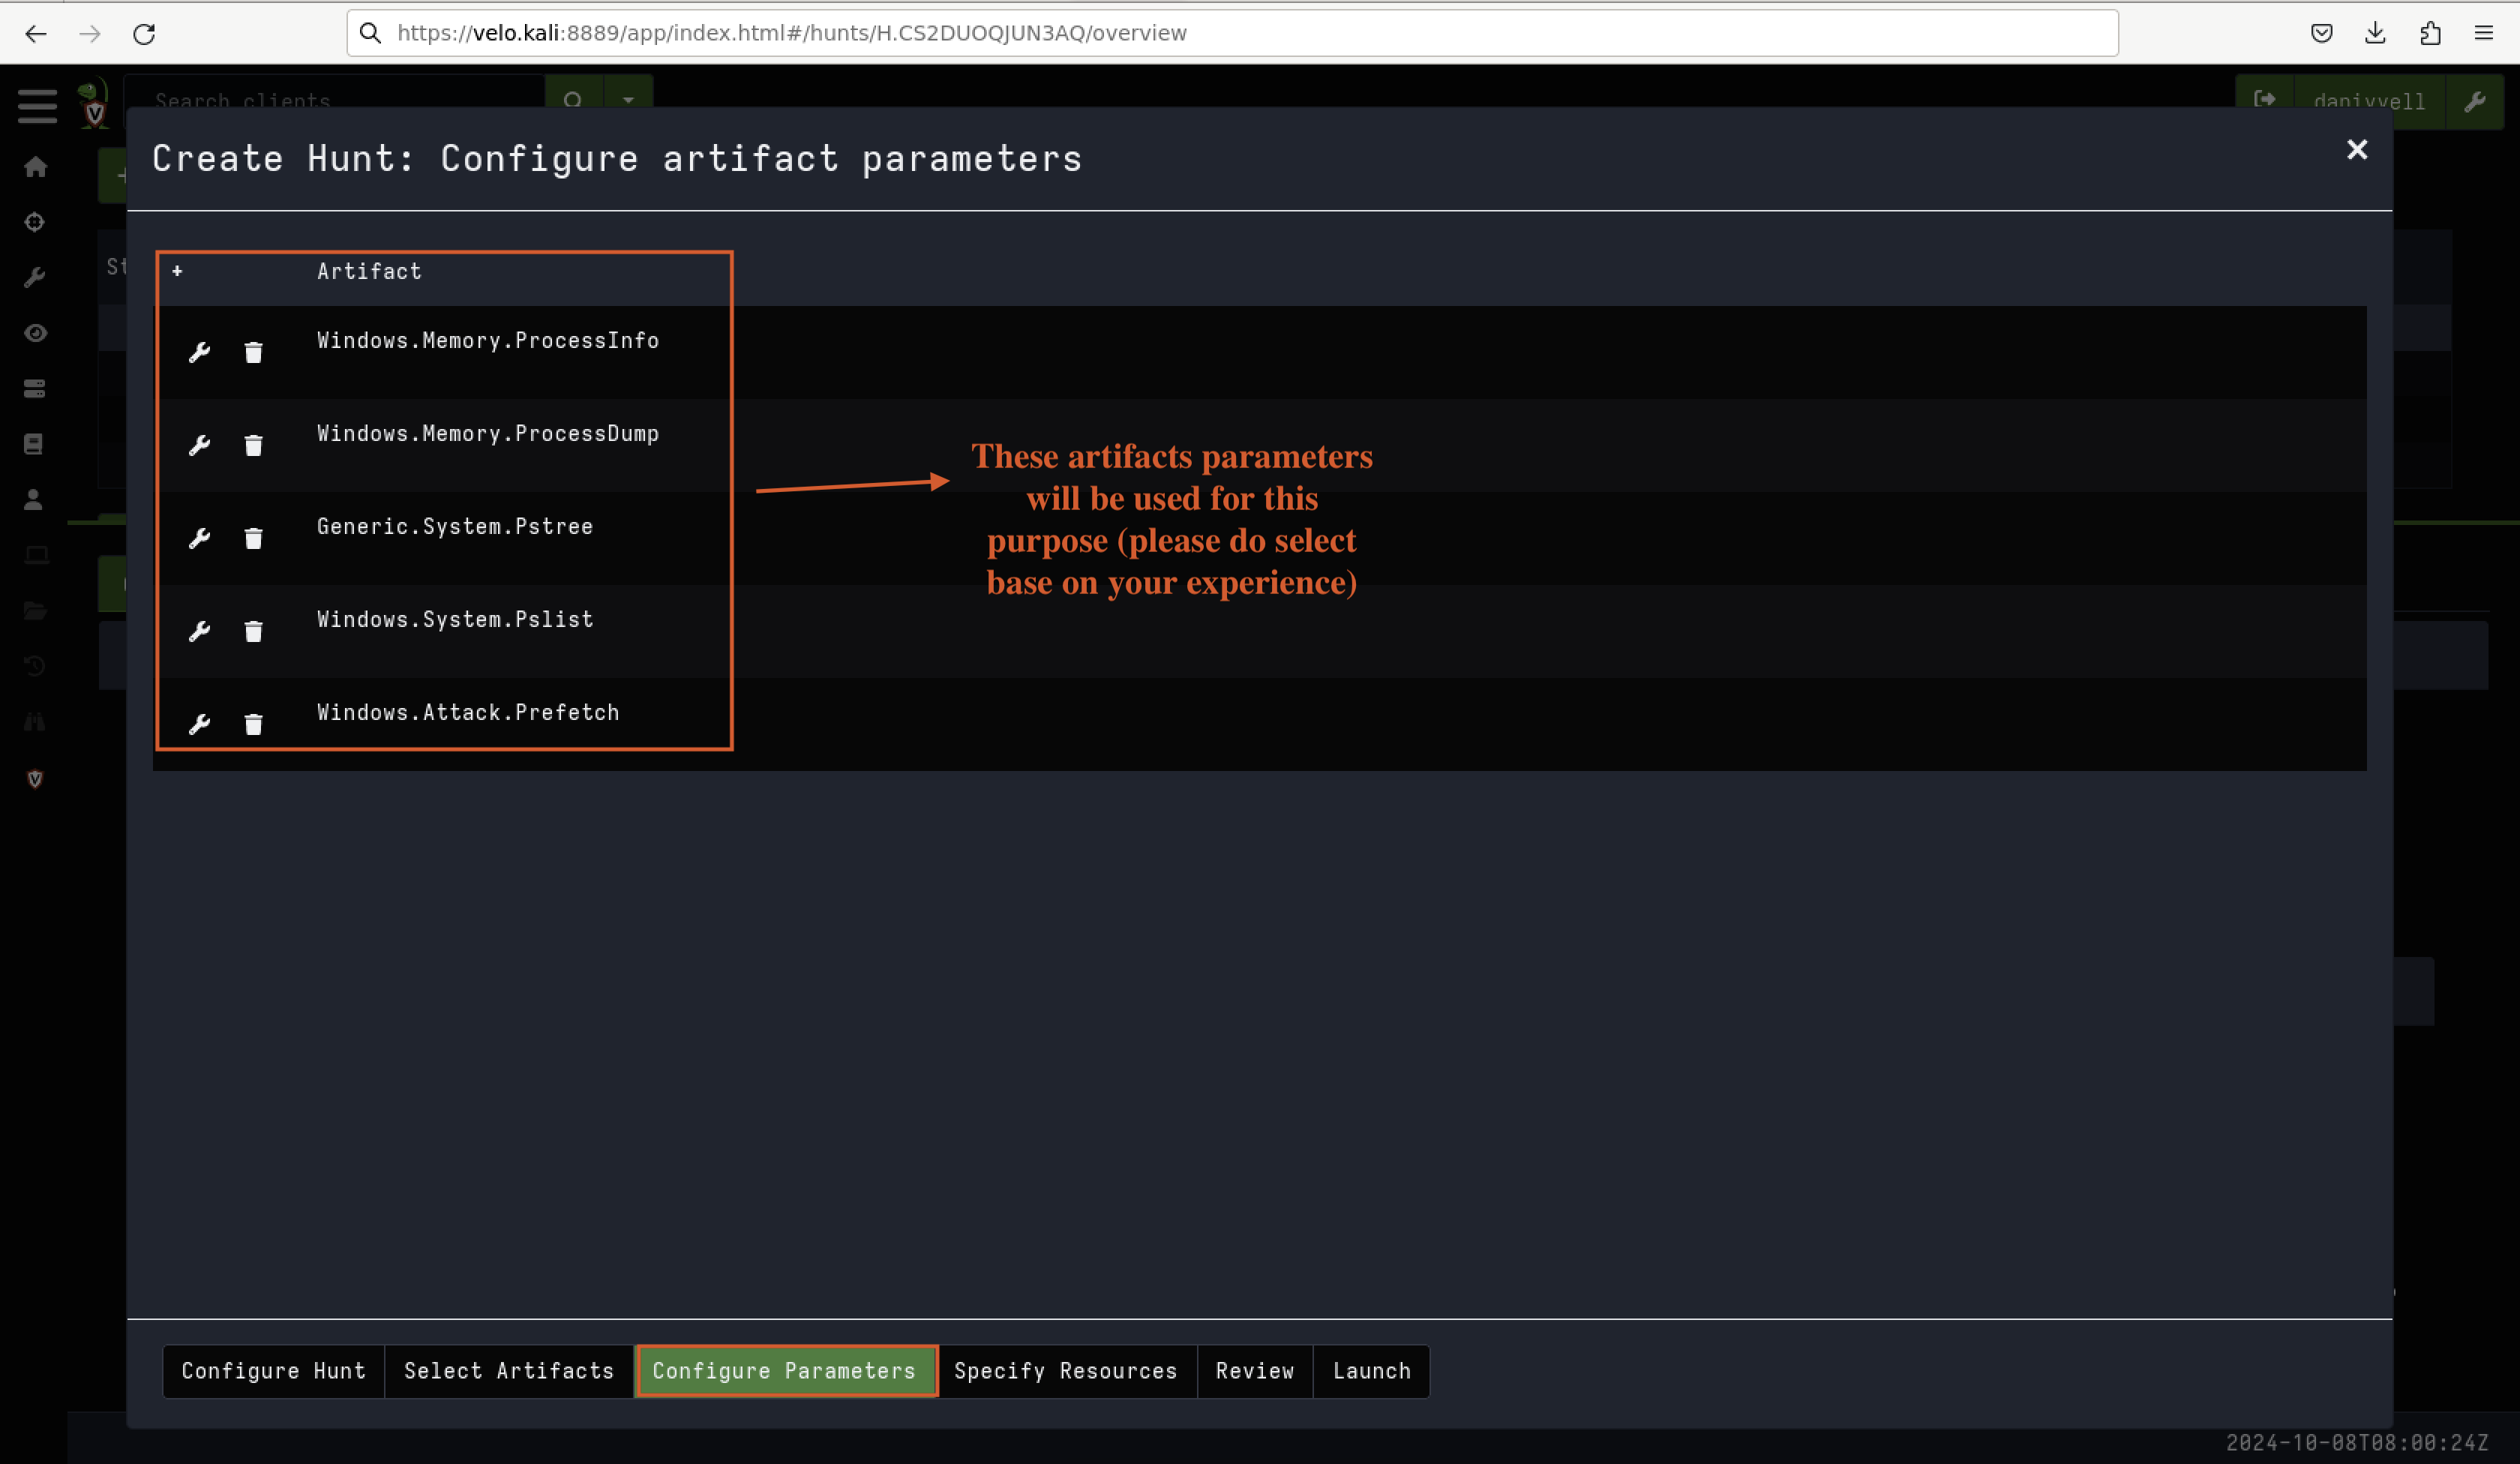 https://velo.kali:8889/app/index.html#/hunts/H.CS2DUOQJUN3AQ/overview
Search clients
danivvell
Create Hunt: Configure artifact parameters
St
+ Artifact
Windows.Memory.ProcessInfo
Windows.Memory.ProcessDump
Generic.System.Pstree
Windows.System.Pslist
Windows.Attack.Prefetch
These artifacts parameters
will be used for this
purpose (please do select
base on your experience)
Configure Hunt Select Artifacts Configure Parameters Specify Resources Review Launch
2024-10-08T08:00:24Z